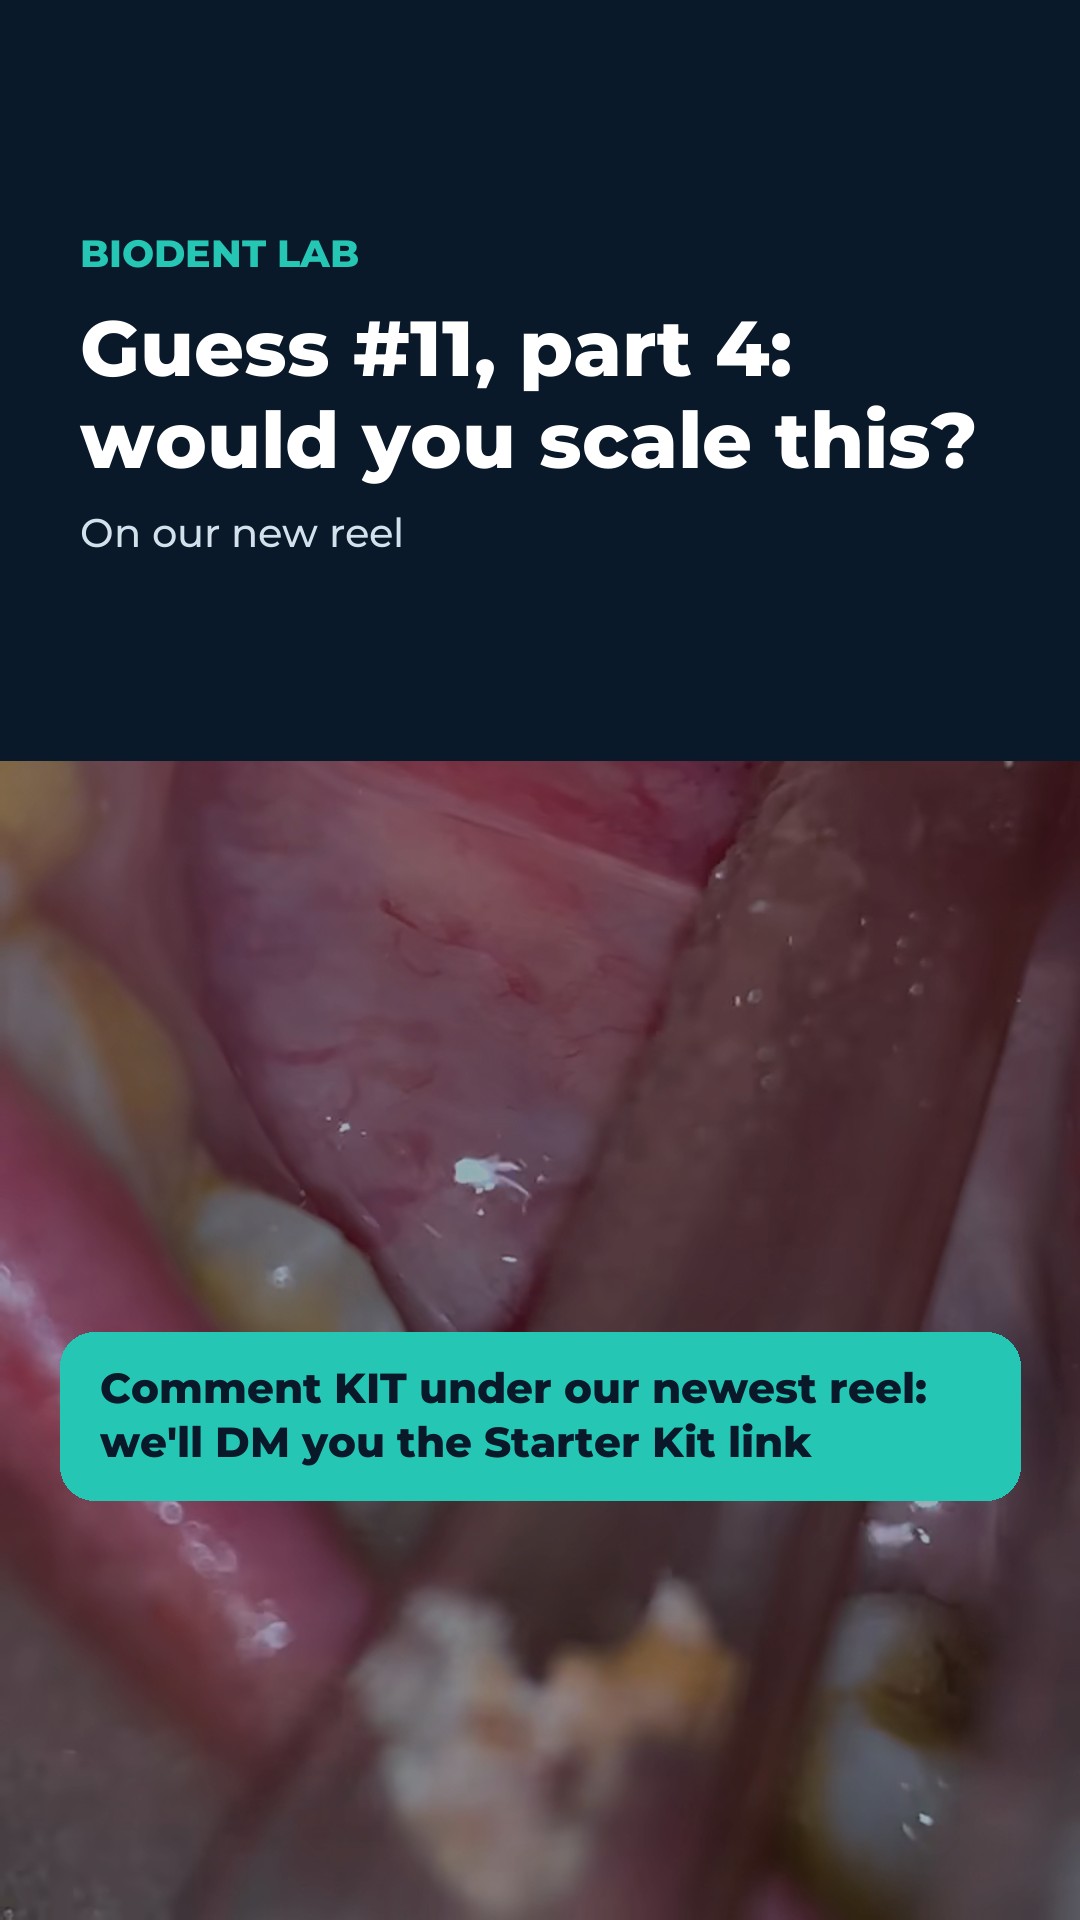 BIODENT LAB
Guess #11, part 4:
would you scale this?
On our new reel
Comment KIT under our newest reel:
we'll DM you the Starter Kit link